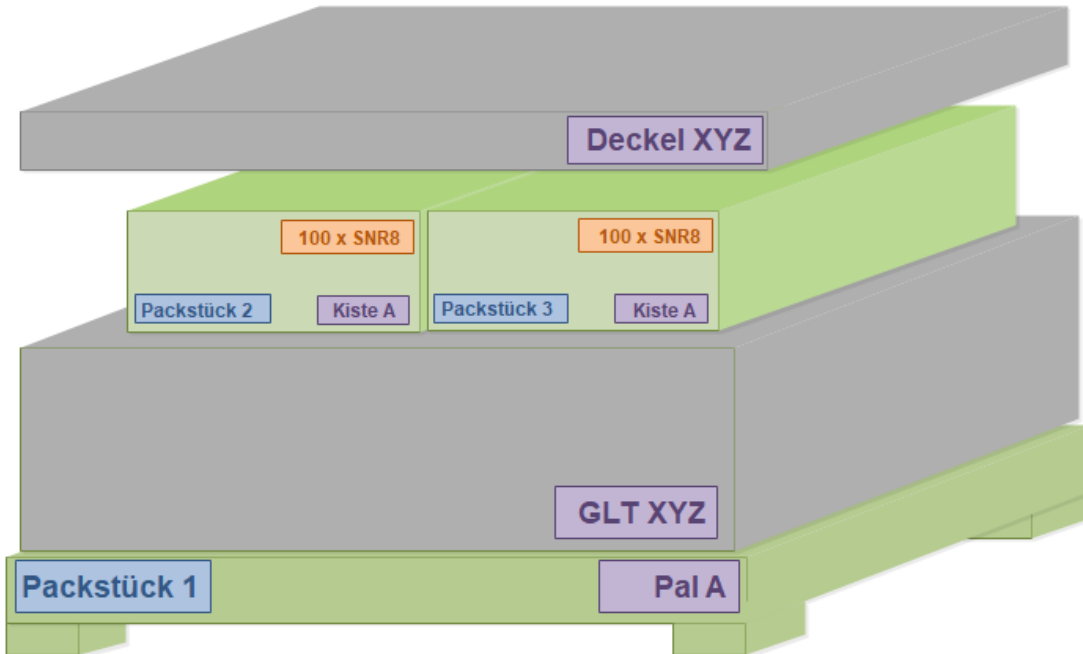 Deckel XYZ
100 x SNR8
100 x SNR8
Packstück 2
Kiste A
Packstück 3
Kiste A
GLT XYZ
Packstück 1
Pal A